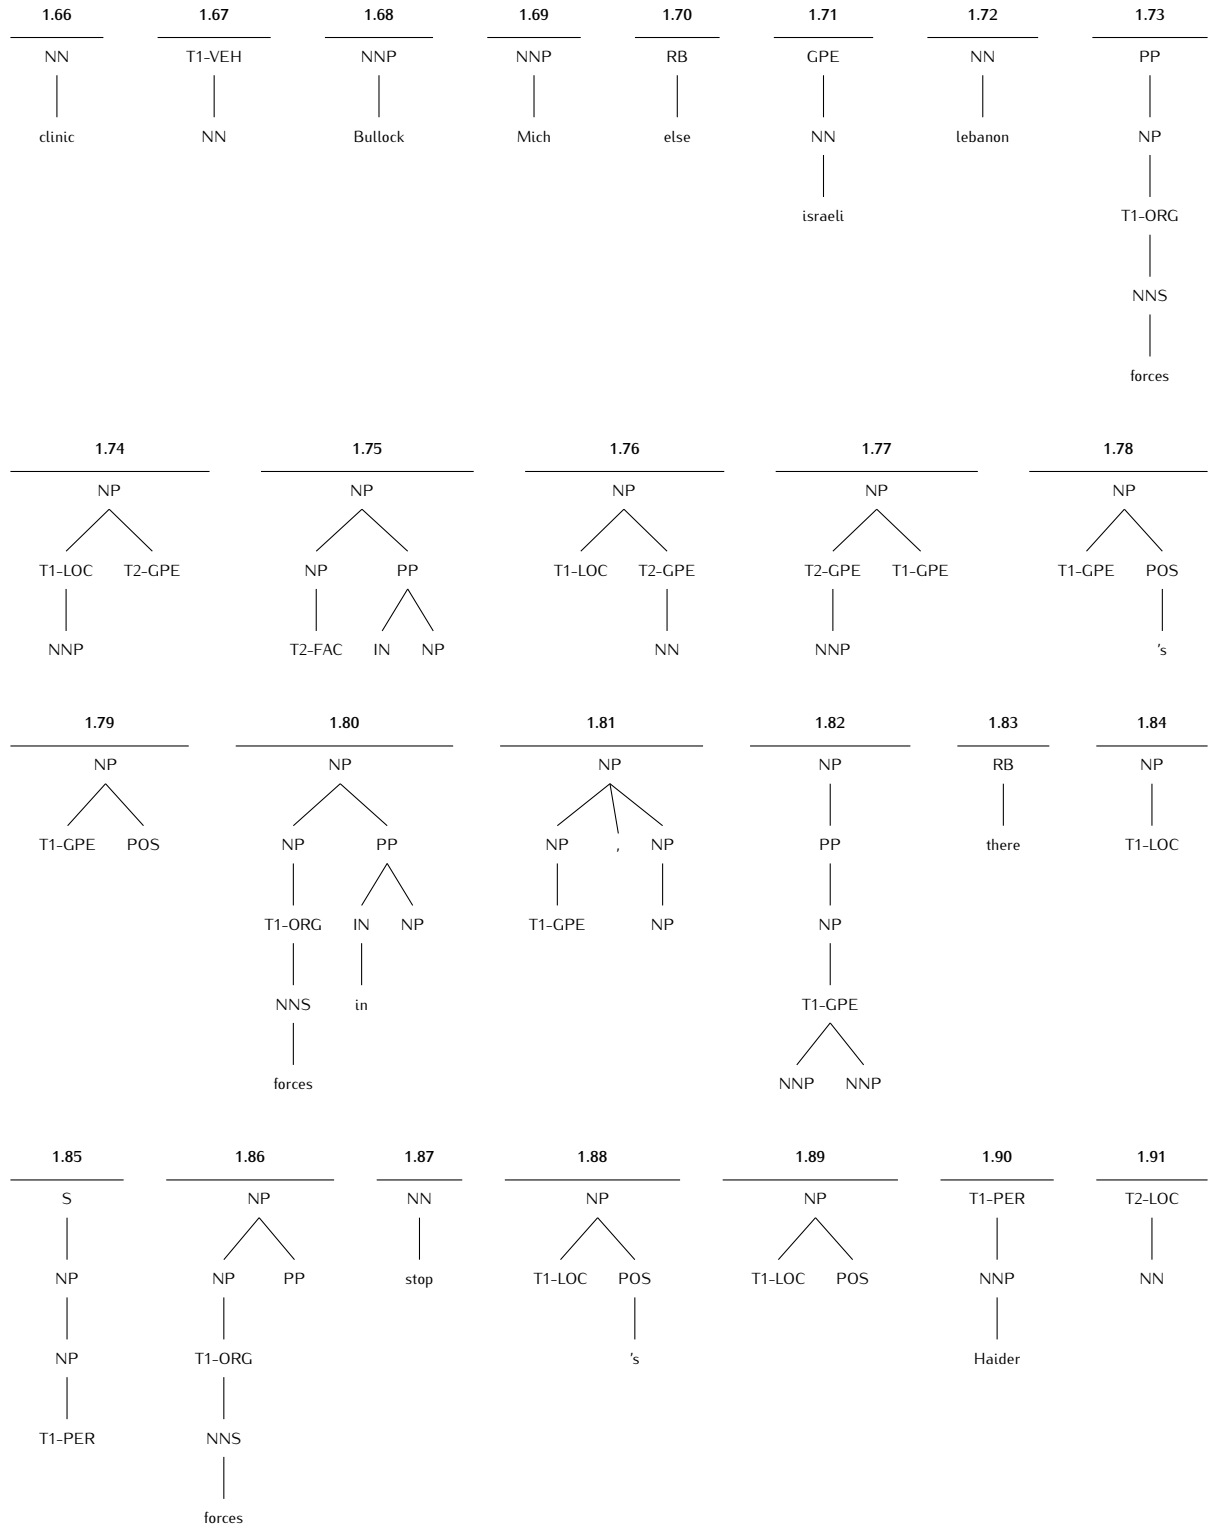 1.66 1.67 1.68 1.69 1.70 1.71 1.72 1.73
NN T1-VEH NNP NNP RB GPE NN PP
clinic NN Bullock Mich else NN lebanon NP
israeli T1-ORG
NNS
forces
1.74 1.75 1.76 1.77 1.78
NP NP NP NP NP
T1-LOC T2-GPE NP PP T1-LOC T2-GPE T2-GPE T1-GPE T1-GPE POS
NNP T2-FAC IN NP NN NNP 's
1.79 1.80 1.81 1.82 1.83 1.84
NP NP NP NP RB NP
T1-GPE POS NP PP NP , NP PP there T1-LOC
T1-ORG IN NP T1-GPE NP NP
NNS in T1-GPE
forces NNP NNP
1.85 1.86 1.87 1.88 1.89 1.90 1.91
S NP NN NP NP T1-PER T2-LOC
NP NP PP stop T1-LOC POS T1-LOC POS NNP NN
NP T1-ORG 's Haider
T1-PER NNS
forces